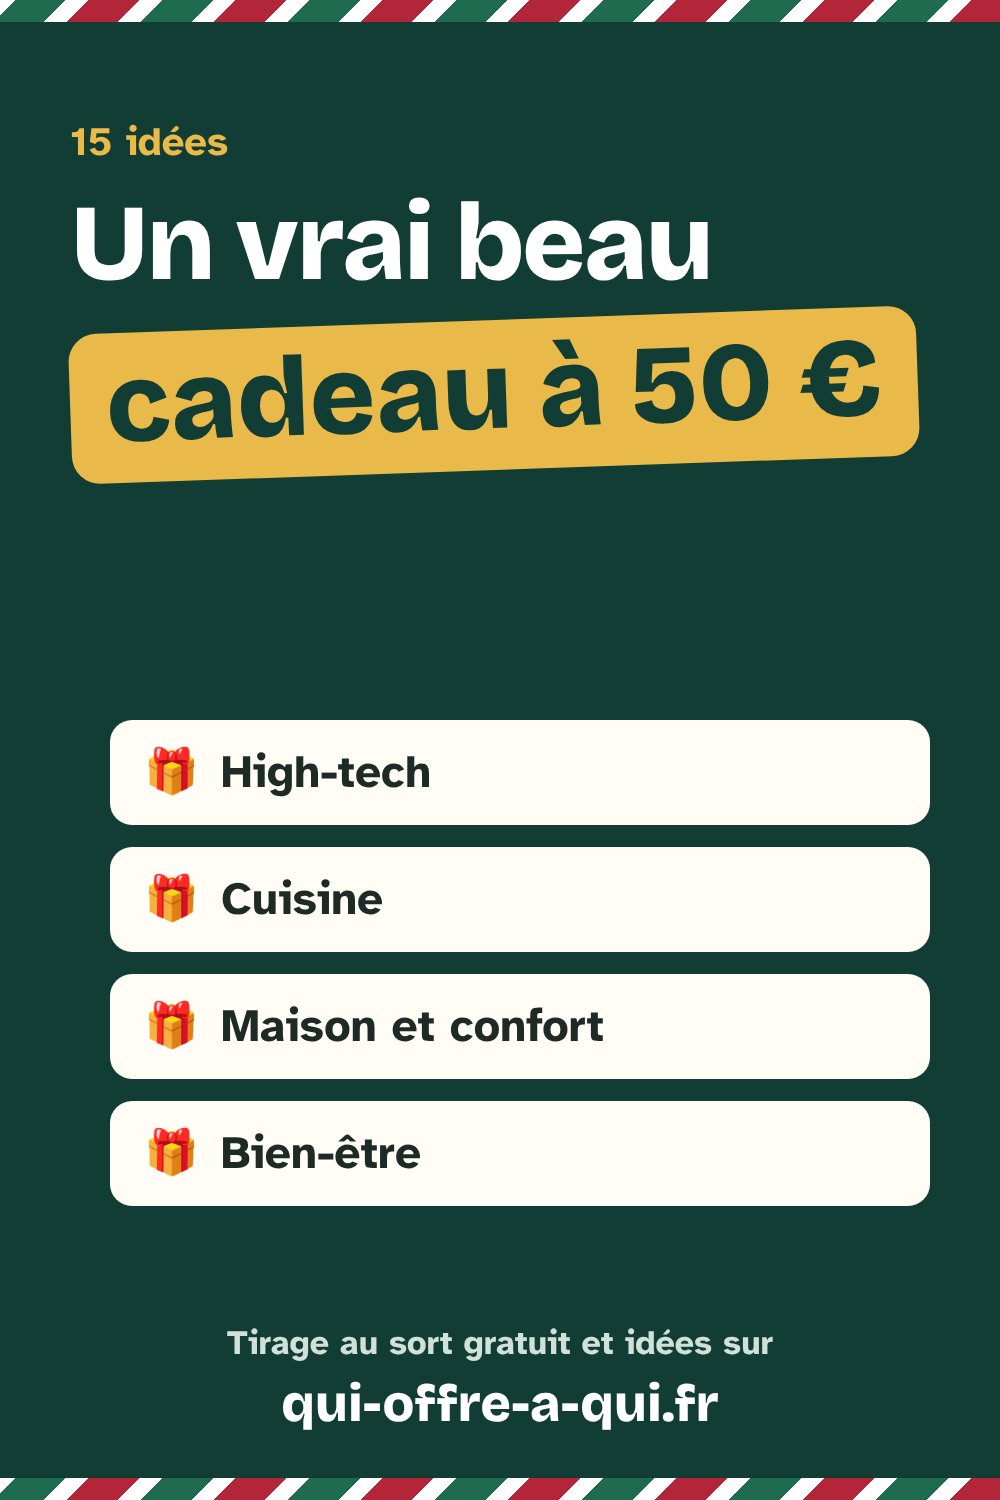 15 idées
Un vrai beau
cadeau à 50 €
High-tech
Cuisine
Maison et confort
Bien-être
Tirage au sort gratuit et idées sur
qui-offre-a-qui.fr